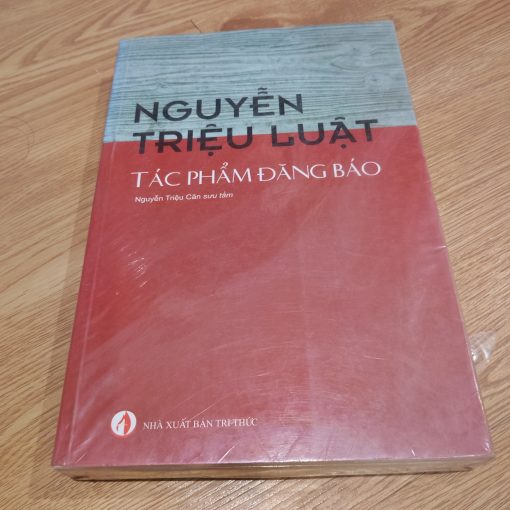 NGUYỄN
TRIỆU LUẬT
TÁC PHẨM ĐĂNG BÁO
Nguyễn Triệu Căn sưu tầm
NHÀ XUẤT BẢN TRI THỨC